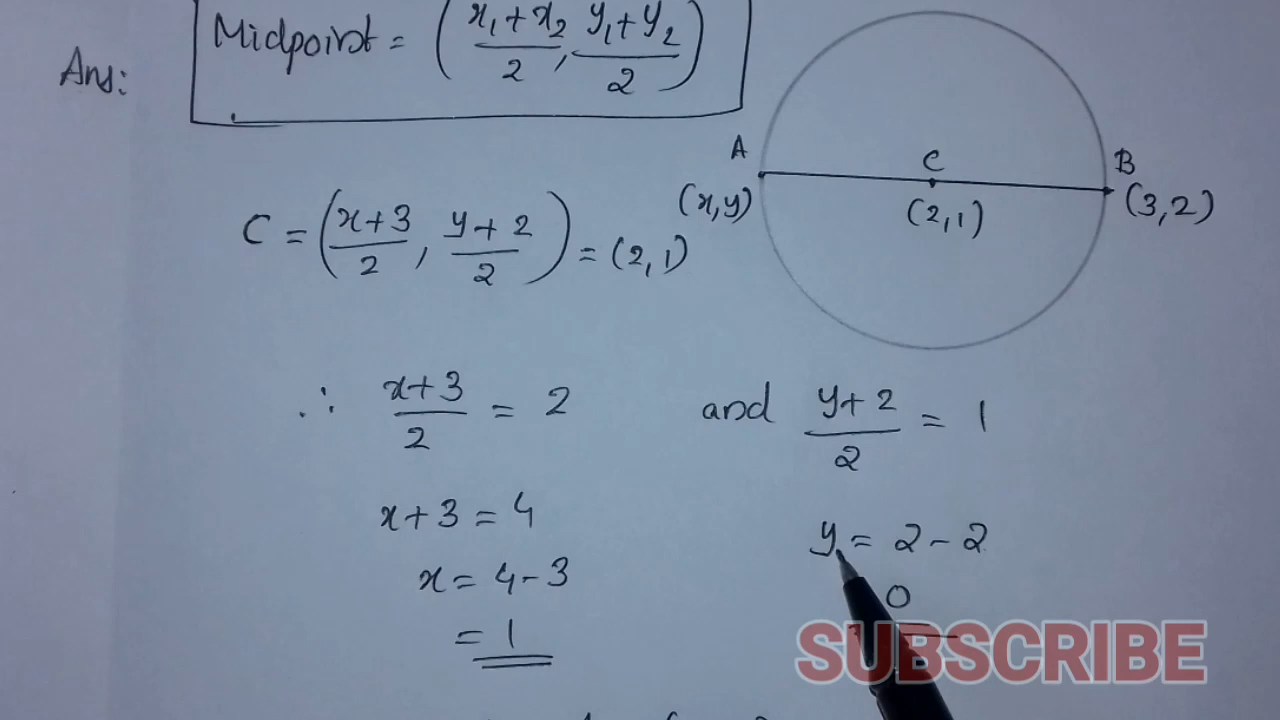 Midpoint = (x₁+x₂/2, y₁+y₂/2)
Ans:
A
C
B
(x,y)
(2,1)
(3,2)
C = (x+3/2, y+2/2) = (2,1)
∴ x+3/2 = 2 and y+2/2 = 1
x+3 = 4
y = 2-2
x = 4-3
0
= 1
SUBSCRIBE